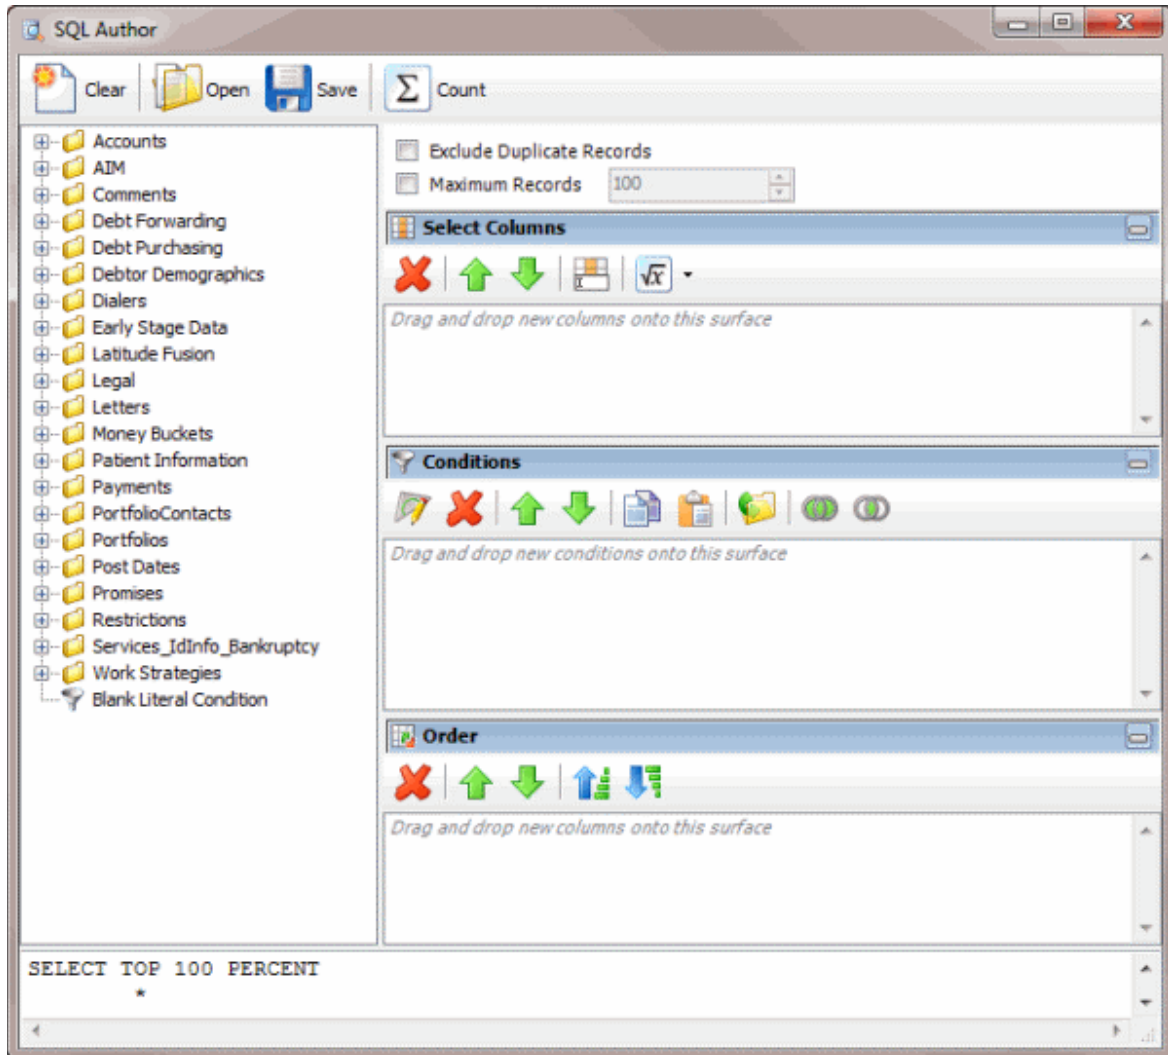 SQL Author
Clear Open Save Count
Accounts
AIM
Comments
Debt Forwarding
Debt Purchasing
Debtor Demographics
Dialers
Early Stage Data
Latitude Fusion
Legal
Letters
Money Buckets
Patient Information
Payments
PortfolioContacts
Portfolios
Post Dates
Promises
Restrictions
Services_IdInfo_Bankruptcy
Work Strategies
Blank Literal Condition
Exclude Duplicate Records
Maximum Records 100
Select Columns
Drag and drop new columns onto this surface
Conditions
Drag and drop new conditions onto this surface
Order
Drag and drop new columns onto this surface
SELECT TOP 100 PERCENT
*